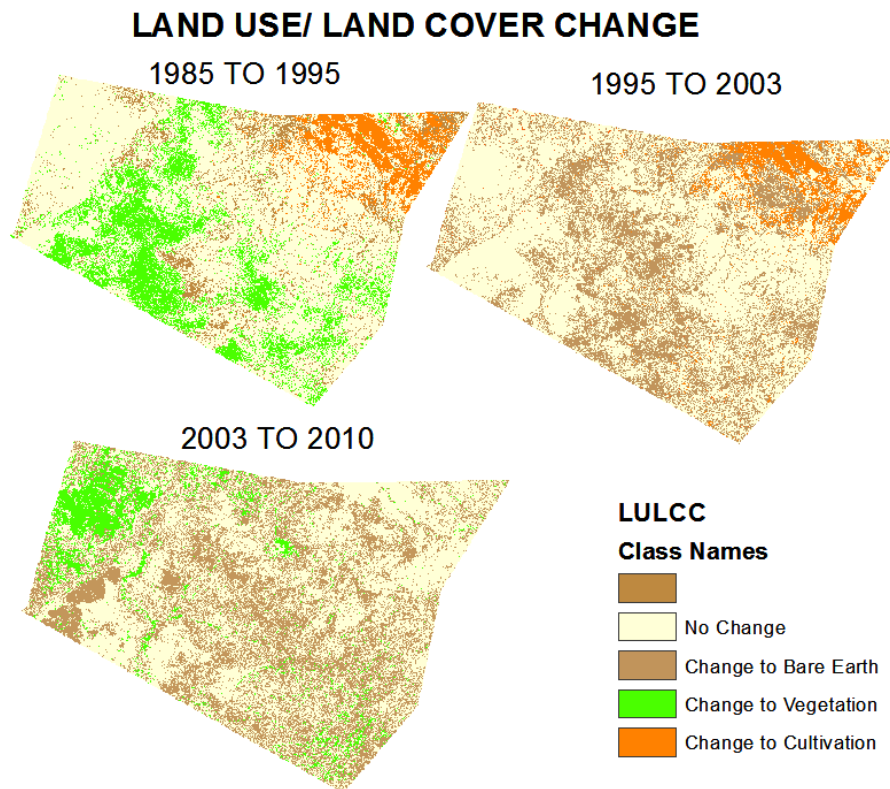 LAND USE/ LAND COVER CHANGE
1985 TO 1995
1995 TO 2003
2003 TO 2010
LULCC
Class Names
No Change
Change to Bare Earth
Change to Vegetation
Change to Cultivation